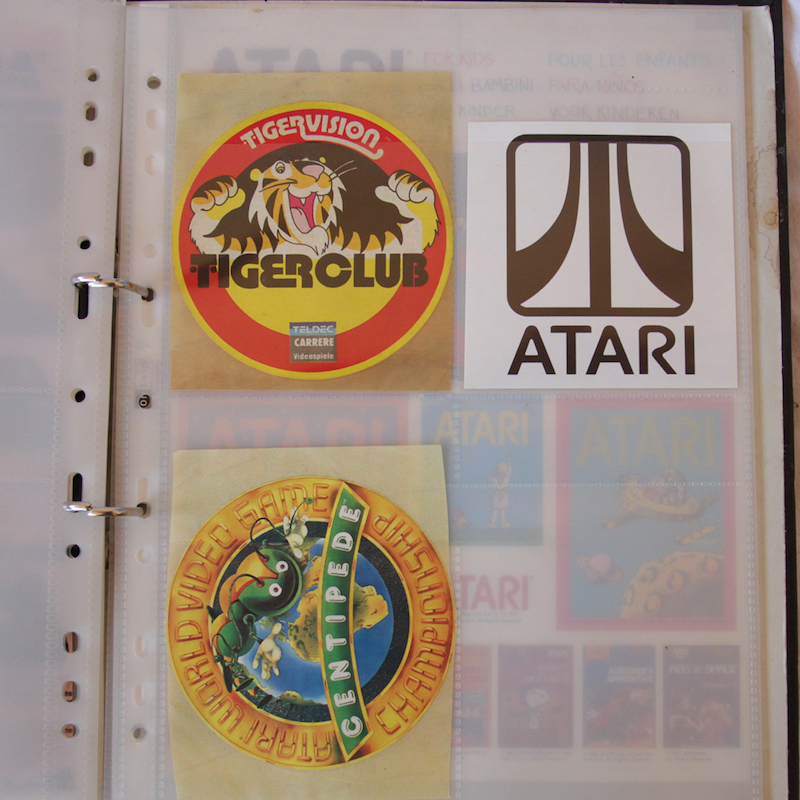 ATARI
FOR KIDS
POUR LES ENFANTS
BAMBINI
PARA NIÑOS
KINDER
VOOR KINDEREN
TIGERVISION
TIGERCLUB
TELDEC
CARRERE
Videospiele
ATARI
ATARI
ATARI
ATARI
ATARI
ATARI WORLD VIDEO GAME CHAMPIONSHIP
CENTIPEDE